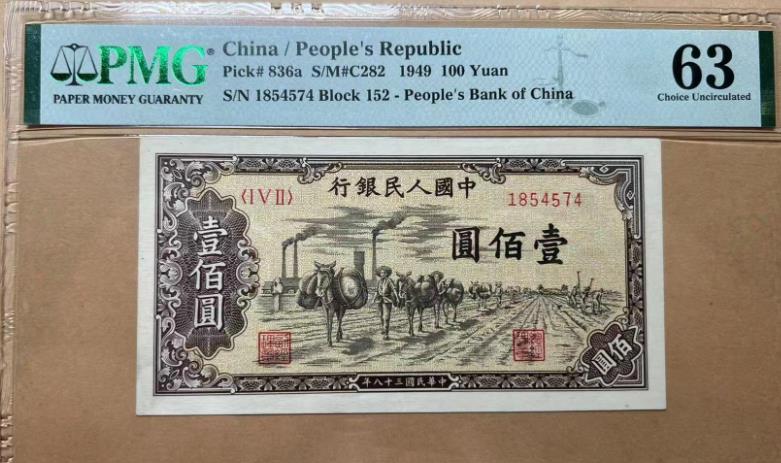 PMG
PAPER MONEY GUARANTY
China / People's Republic
Pick# 836a S/M#C282 1949 100 Yuan
S/N 1854574 Block 152 - People's Bank of China
63
Choice Uncirculated
行銀民人國中
〈I V II〉
1854574
圓佰壹
壹佰圓
圓佰
年八十三國民華中